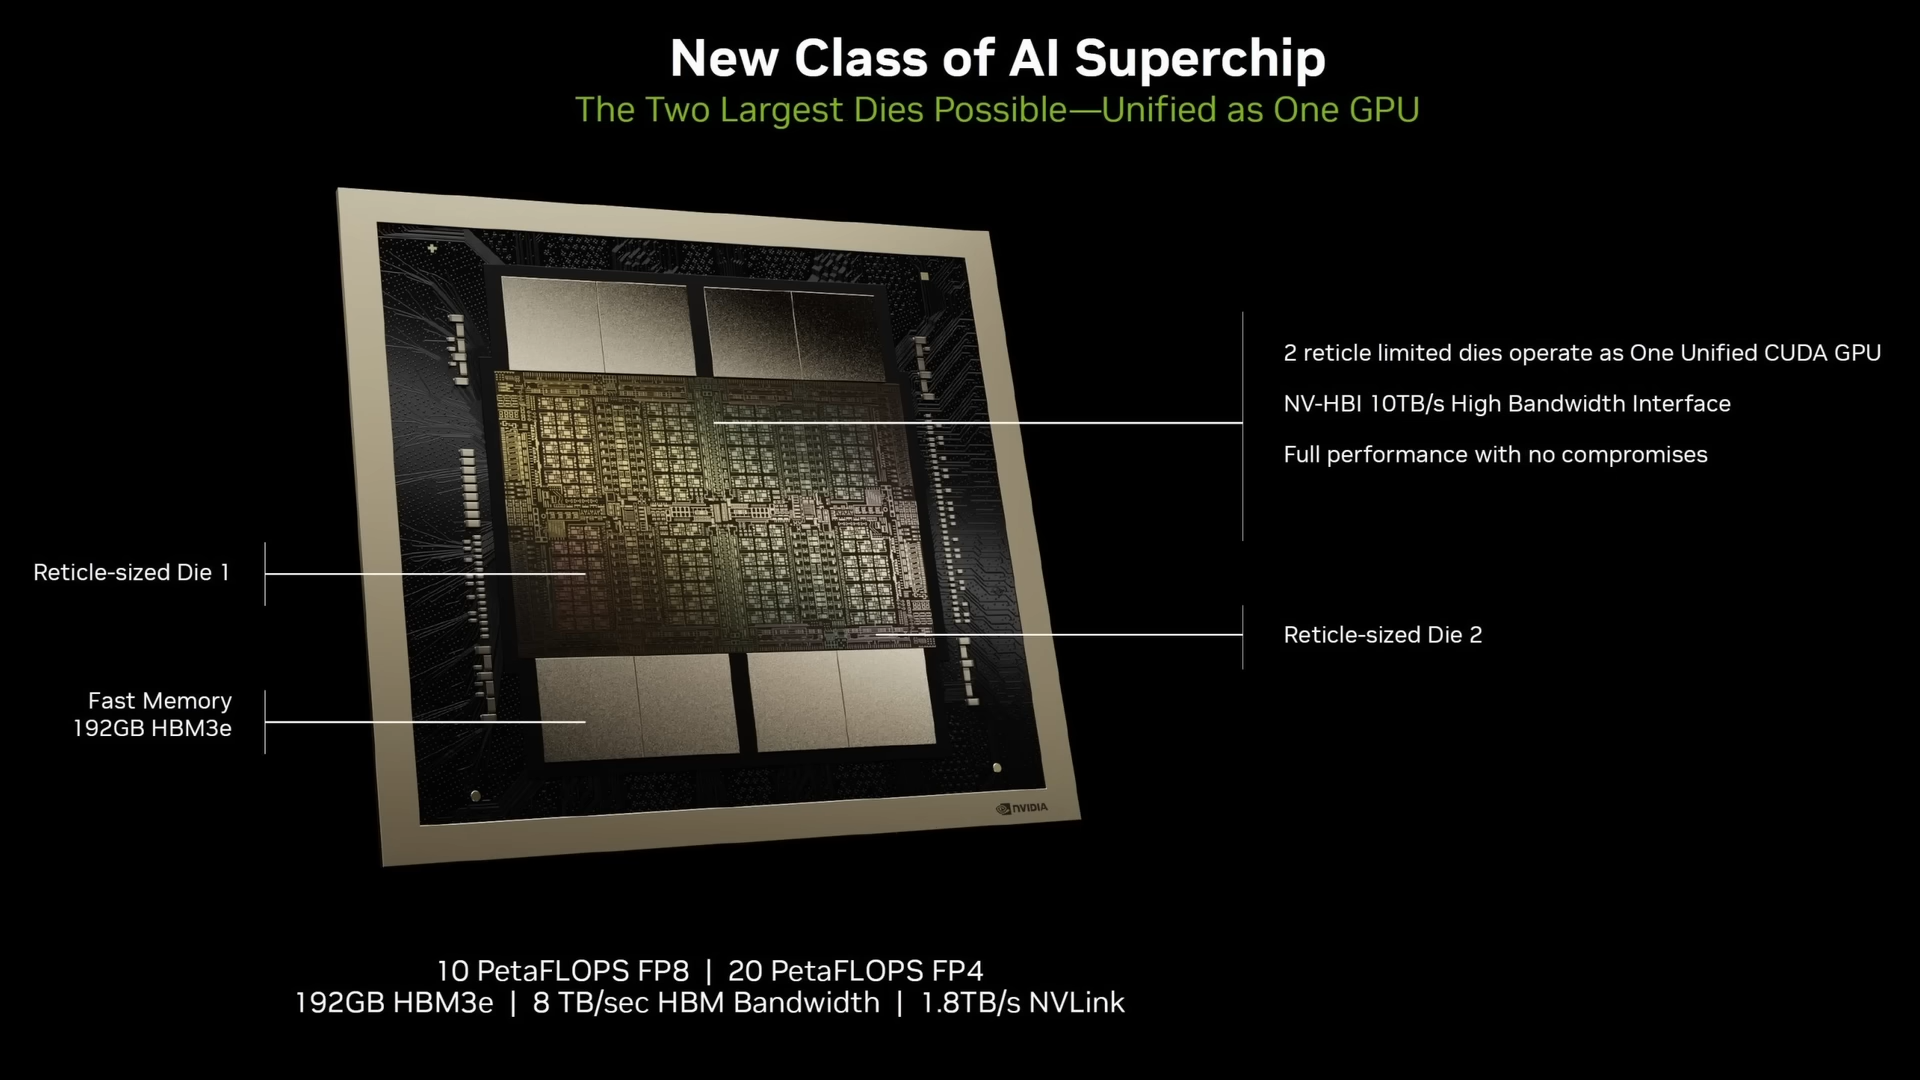 New Class of AI Superchip
The Two Largest Dies Possible—Unified as One GPU
2 reticle limited dies operate as One Unified CUDA GPU
NV-HBI 10TB/s High Bandwidth Interface
Full performance with no compromises
Reticle-sized Die 1
Reticle-sized Die 2
Fast Memory
192GB HBM3e
NVIDIA
10 PetaFLOPS FP8 | 20 PetaFLOPS FP4
192GB HBM3e | 8 TB/sec HBM Bandwidth | 1.8TB/s NVLink